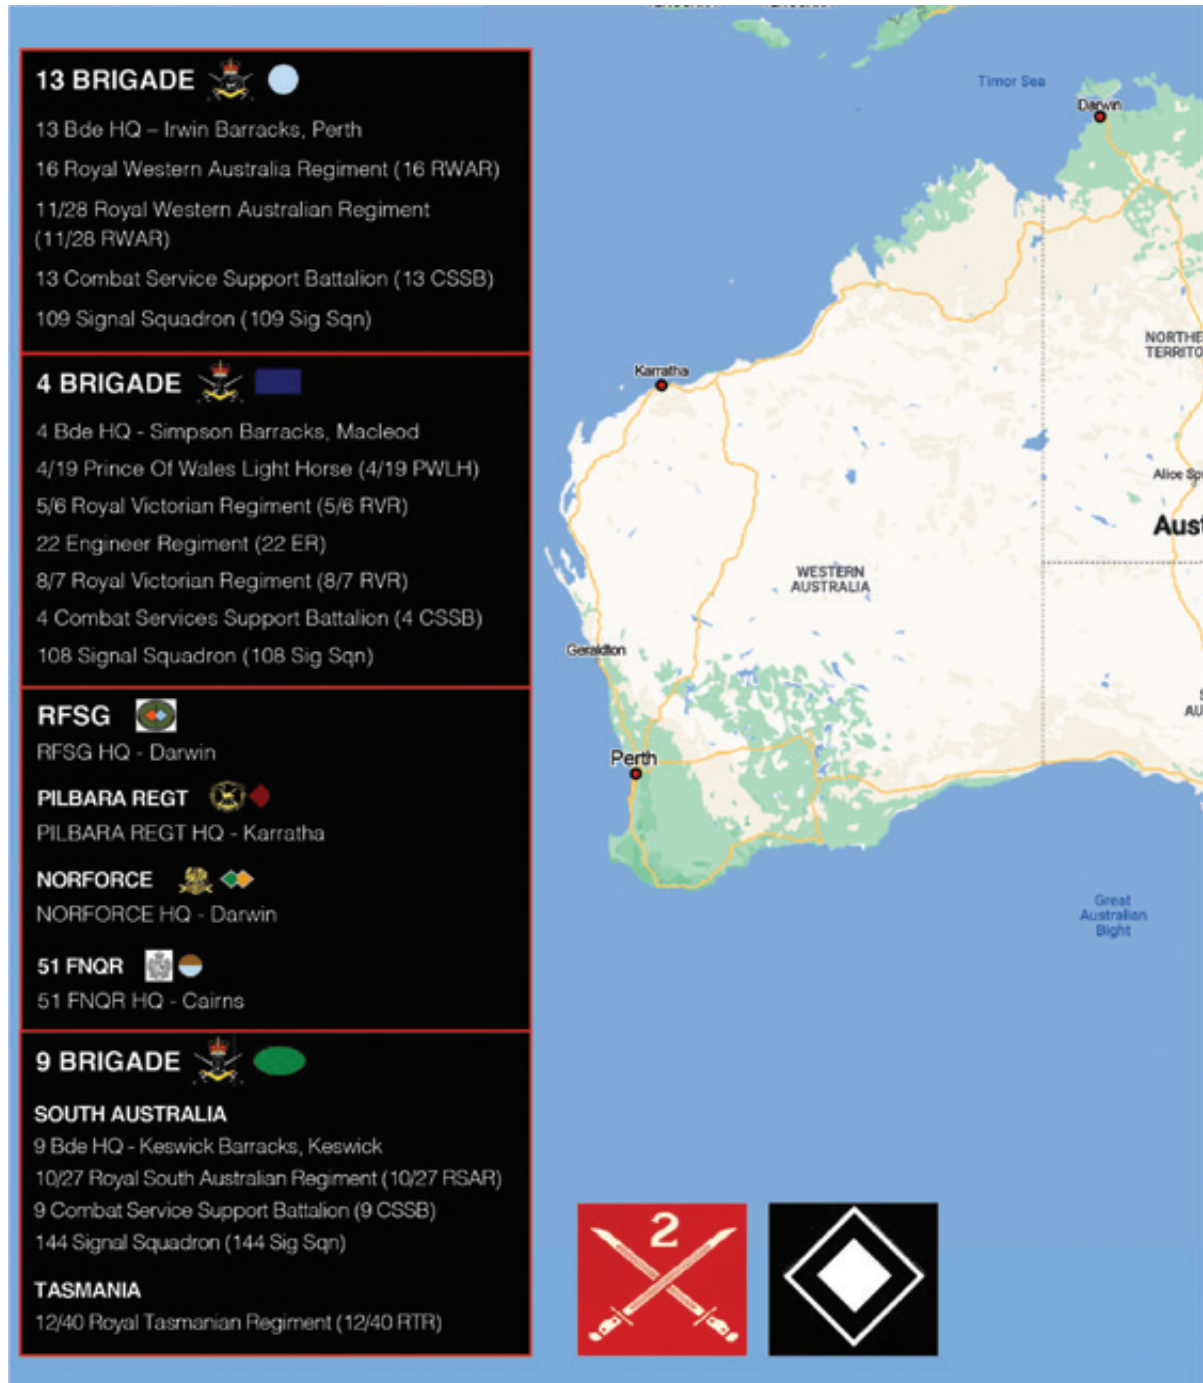 13 BRIGADE
13 Bde HQ – Irwin Barracks, Perth
16 Royal Western Australia Regiment (16 RWAR)
11/28 Royal Western Australian Regiment
(11/28 RWAR)
13 Combat Service Support Battalion (13 CSSB)
109 Signal Squadron (109 Sig Sqn)
4 BRIGADE
4 Bde HQ - Simpson Barracks, Macleod
4/19 Prince Of Wales Light Horse (4/19 PWLH)
5/6 Royal Victorian Regiment (5/6 RVR)
22 Engineer Regiment (22 ER)
8/7 Royal Victorian Regiment (8/7 RVR)
4 Combat Services Support Battalion (4 CSSB)
108 Signal Squadron (108 Sig Sqn)
RFSG
RFSG HQ - Darwin
PILBARA REGT
PILBARA REGT HQ - Karratha
NORFORCE
NORFORCE HQ - Darwin
51 FNQR
51 FNQR HQ - Cairns
9 BRIGADE
SOUTH AUSTRALIA
9 Bde HQ - Keswick Barracks, Keswick
10/27 Royal South Australian Regiment (10/27 RSAR)
9 Combat Service Support Battalion (9 CSSB)
144 Signal Squadron (144 Sig Sqn)
TASMANIA
12/40 Royal Tasmanian Regiment (12/40 RTR)
Timor Sea
Darwin
Karratha
NORTHE
TERRITO
Alice Sp
Aust
WESTERN
AUSTRALIA
Geraldton
AU
Perth
Great
Australian
Bight
2